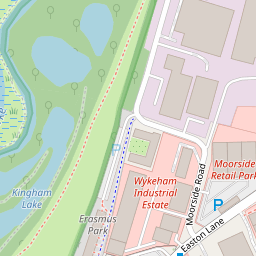 Moorside
Retail Park
P
Wykeham
Industrial
Estate
Kingham
Lake
Moorside Road
P
Erasmus
Park
Easton Lane